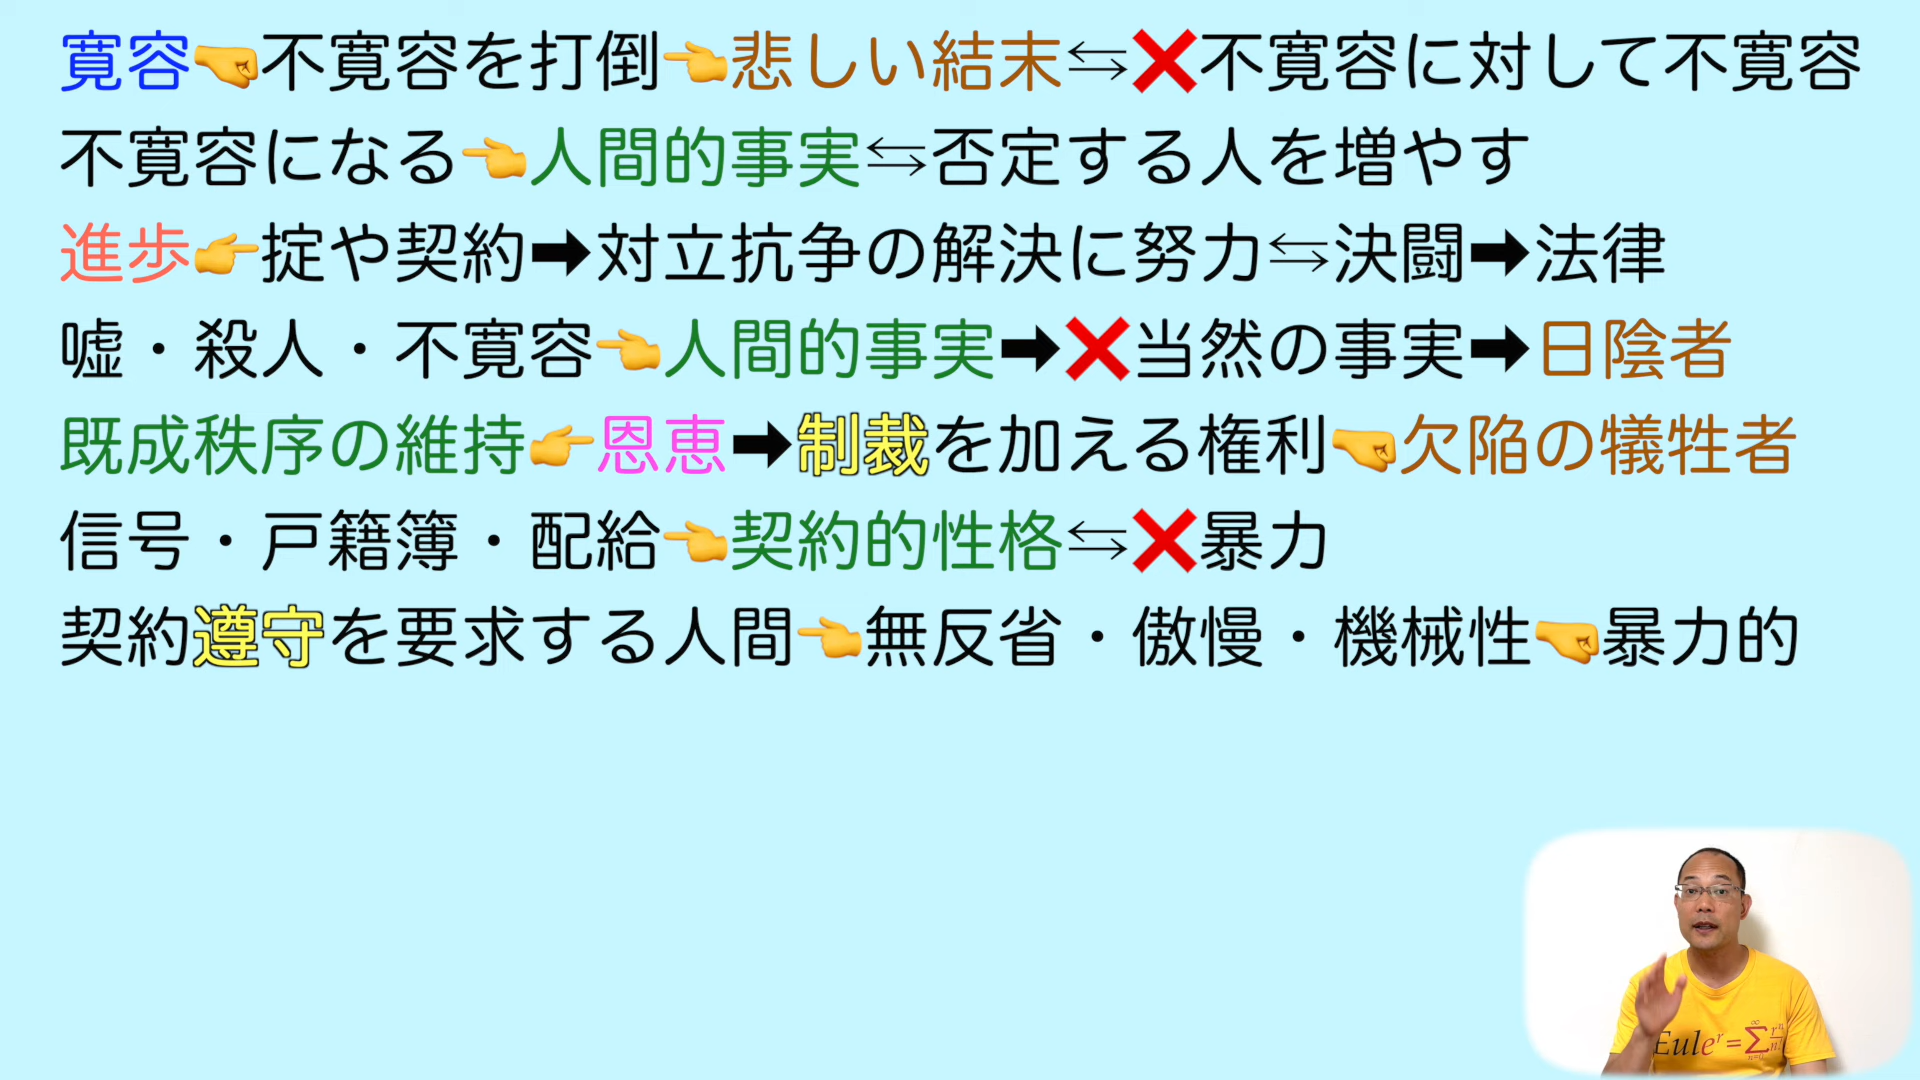 寛容🤜不寛容を打倒👈悲しい結末⇆❌不寛容に対して不寛容
不寛容になる👈人間的事実⇆否定する人を増やす
進歩👉掟や契約➡対立抗争の解決に努力⇆決闘➡法律
嘘・殺人・不寛容👈人間的事実➡❌当然の事実➡日陰者
既成秩序の維持👉恩恵➡制裁を加える権利🤜欠陥の犠牲者
信号・戸籍簿・配給👈契約的性格⇆❌暴力
契約遵守を要求する人間👈無反省・傲慢・機械性🤜暴力的